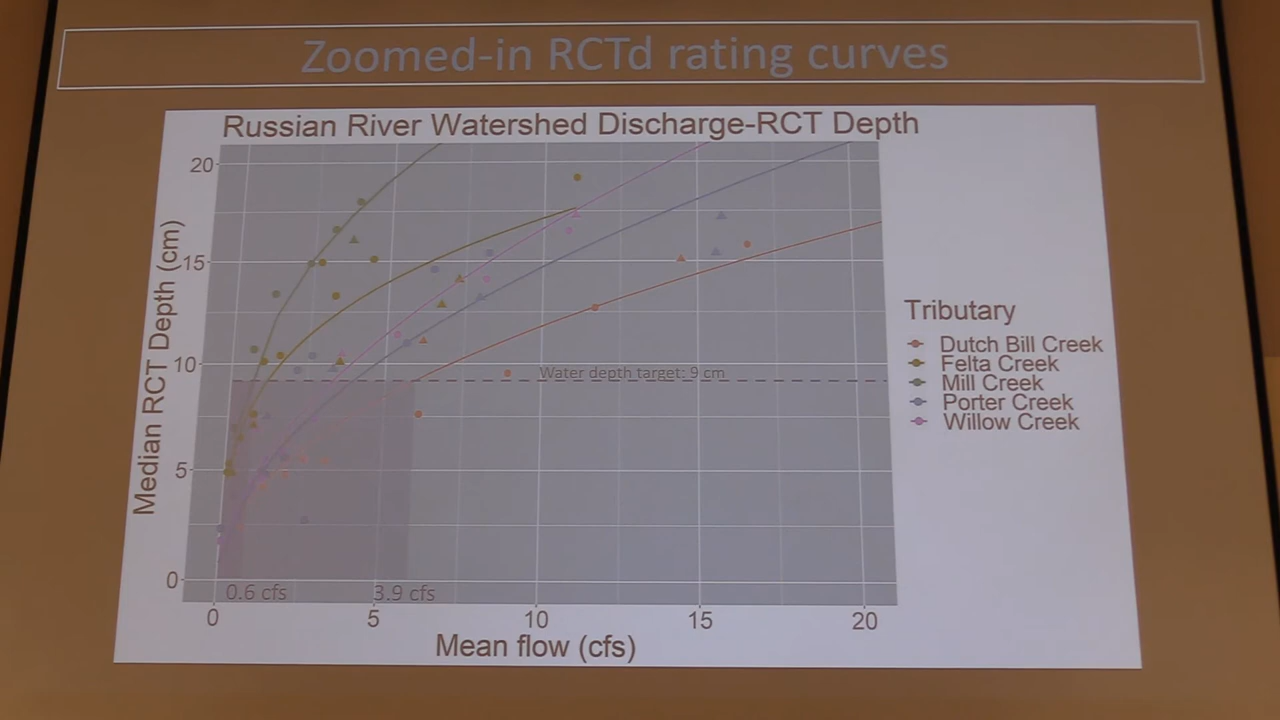 Zoomed-in RCTd rating curves
Russian River Watershed Discharge-RCT Depth
Median RCT Depth (cm)
20
15
10
5
0
Water depth target: 9 cm
0.6 cfs
3.9 cfs
0
5
10
15
20
Mean flow (cfs)
Tributary
Dutch Bill Creek
Felta Creek
Mill Creek
Porter Creek
Willow Creek